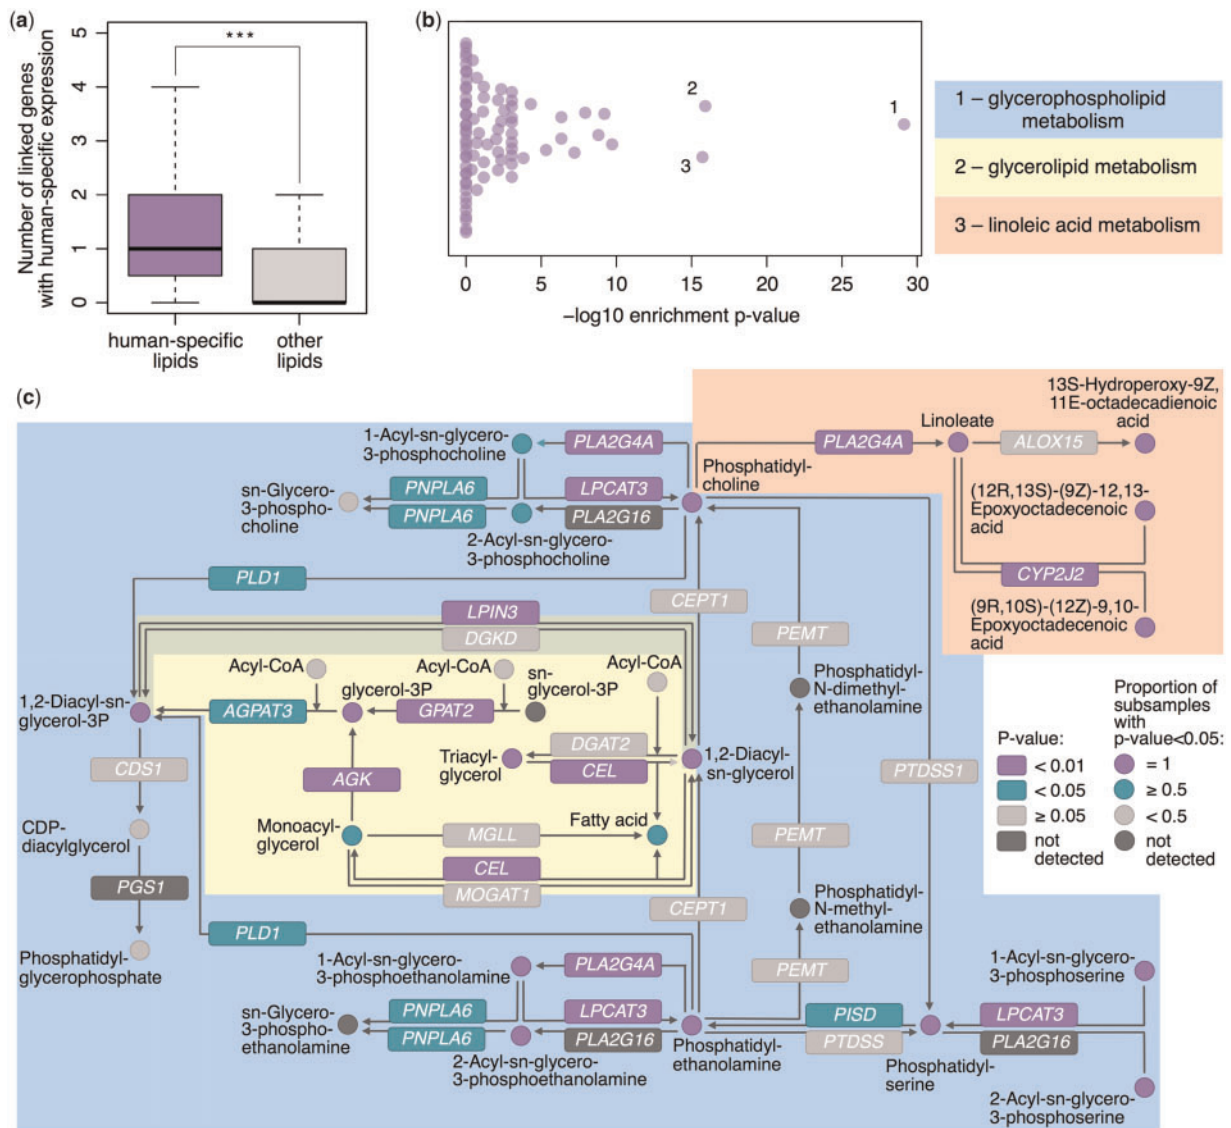 (a)
Number of linked genes
with human-specific expression
5
4
3
2
1
0
***
human-specific
lipids
other
lipids
(b)
2
1
3
0
5
10
15
20
25
30
−log10 enrichment p-value
1 – glycerophospholipid
metabolism
2 – glycerolipid metabolism
3 – linoleic acid metabolism
(c)
1-Acyl-sn-glycero-
3-phosphocholine
PLA2G4A
sn-Glycero-
3-phospho-
choline
PNPLA6
PNPLA6
LPCAT3
PLA2G16
2-Acyl-sn-glycero-
3-phosphocholine
Phosphatidyl-
choline
PLA2G4A
Linoleate
ALOX15
13S-Hydroperoxy-9Z,
11E-octadecadienoic
acid
(12R,13S)-(9Z)-12,13-
Epoxyoctadecenoic
acid
CYP2J2
(9R,10S)-(12Z)-9,10-
Epoxyoctadecenoic
acid
PLD1
CEPT1
LPIN3
DGKD
PEMT
Acyl-CoA
Acyl-CoA
sn-
glycerol-3P
Acyl-CoA
Phosphatidyl-
N-dimethyl-
ethanolamine
1,2-Diacyl-sn-
glycerol-3P
AGPAT3
glycerol-3P
GPAT2
CDS1
Triacyl-
glycerol
DGAT2
CEL
1,2-Diacyl-
sn-glycerol
PTDSS1
AGK
CDP-
diacylglycerol
Monoacyl-
glycerol
MGLL
Fatty acid
PEMT
CEL
MOGAT1
PGS1
CEPT1
Phosphatidyl-
N-methyl-
ethanolamine
Phosphatidyl-
glycerophosphate
PLD1
1-Acyl-sn-glycero-
3-phosphoethanolamine
PLA2G4A
PEMT
1-Acyl-sn-glycero-
3-phosphoserine
sn-Glycero-
3-phospho-
ethanolamine
PNPLA6
PNPLA6
LPCAT3
PLA2G16
2-Acyl-sn-glycero-
3-phosphoethanolamine
Phosphatidyl-
ethanolamine
PISD
PTDSS
Phosphatidyl-
serine
LPCAT3
PLA2G16
2-Acyl-sn-glycero-
3-phosphoserine
P-value:
< 0.01
< 0.05
≥ 0.05
not
detected
Proportion of
subsamples
with
p-value<0.05:
= 1
≥ 0.5
< 0.5
not
detected